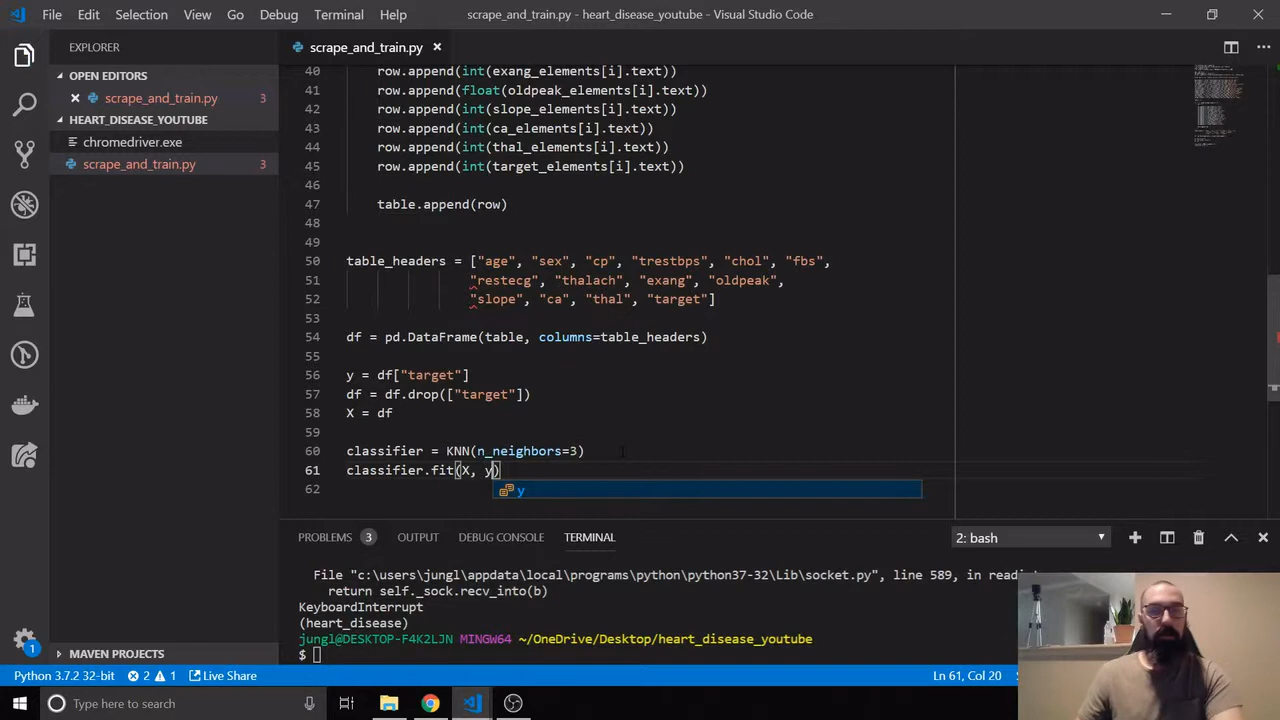 File Edit Selection View Go Debug Terminal Help scrape_and_train.py - heart_disease_youtube - Visual Studio Code
EXPLORER
scrape_and_train.py
OPEN EDITORS
scrape_and_train.py 3
HEART_DISEASE_YOUTUBE
chromedriver.exe
scrape_and_train.py 3
40 row.append(int(exang_elements[i].text))
41 row.append(float(oldpeak_elements[i].text))
42 row.append(int(slope_elements[i].text))
43 row.append(int(ca_elements[i].text))
44 row.append(int(thal_elements[i].text))
45 row.append(int(target_elements[i].text))
46
47 table.append(row)
48
49
50 table_headers = ["age", "sex", "cp", "trestbps", "chol", "fbs",
51 "restecg", "thalach", "exang", "oldpeak",
52 "slope", "ca", "thal", "target"]
53
54 df = pd.DataFrame(table, columns=table_headers)
55
56 y = df["target"]
57 df = df.drop(["target"])
58 X = df
59
60 classifier = KNN(n_neighbors=3)
61 classifier.fit(X, y)
62
y
PROBLEMS 3 OUTPUT DEBUG CONSOLE TERMINAL 2: bash
File "c:\users\jungl\appdata\local\programs\python\python37-32\Lib\socket.py", line 589, in
return self._sock.recv_into(b)
KeyboardInterrupt
(heart_disease)
jungl@DESKTOP-F4K2LJN MINGW64 ~/OneDrive/Desktop/heart_disease_youtube
$
MAVEN PROJECTS
1
Python 3.7.2 32-bit 2 1 Live Share Ln 61, Col 20
Type here to search